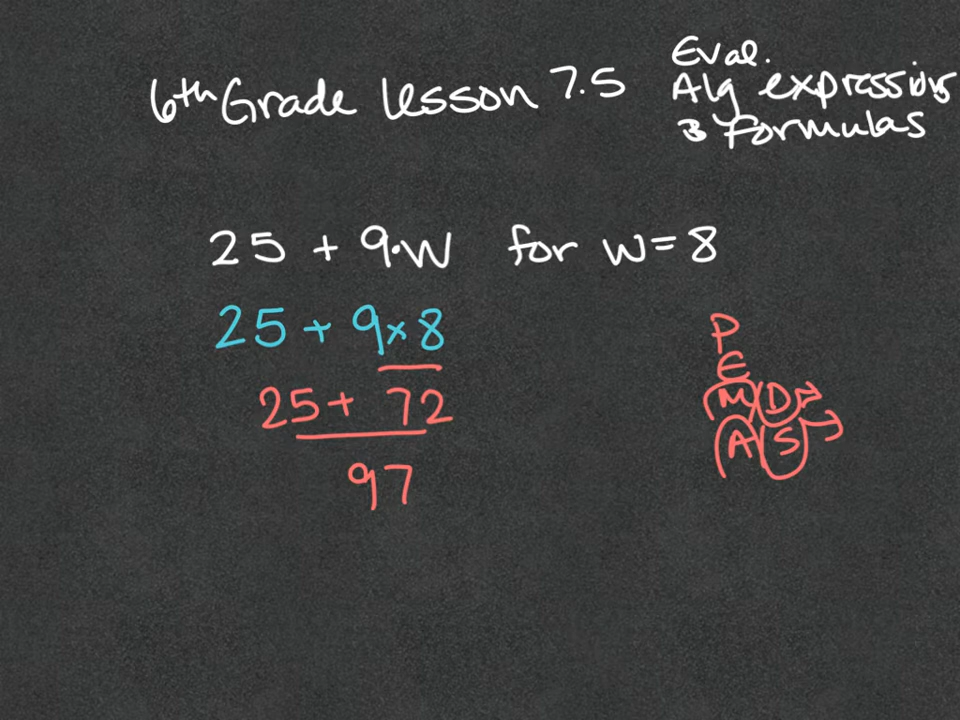 6th Grade lesson 7.5
Eval.
Alg expressions
& formulas
25 + 9·W for w=8
25 + 9×8
25 + 72
97
P
E
M D
A S